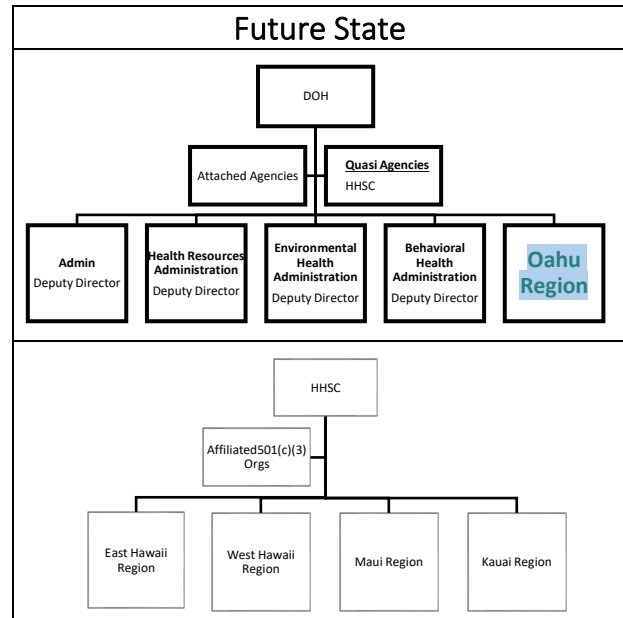 Future State
DOH
Attached Agencies
Quasi Agencies
HHSC
Admin
Deputy Director
Health Resources
Administration
Deputy Director
Environmental
Health
Administration
Deputy Director
Behavioral
Health
Administration
Deputy Director
Oahu
Region
HHSC
Affiliated501(c)(3)
Orgs
East Hawaii
Region
West Hawaii
Region
Maui Region
Kauai Region